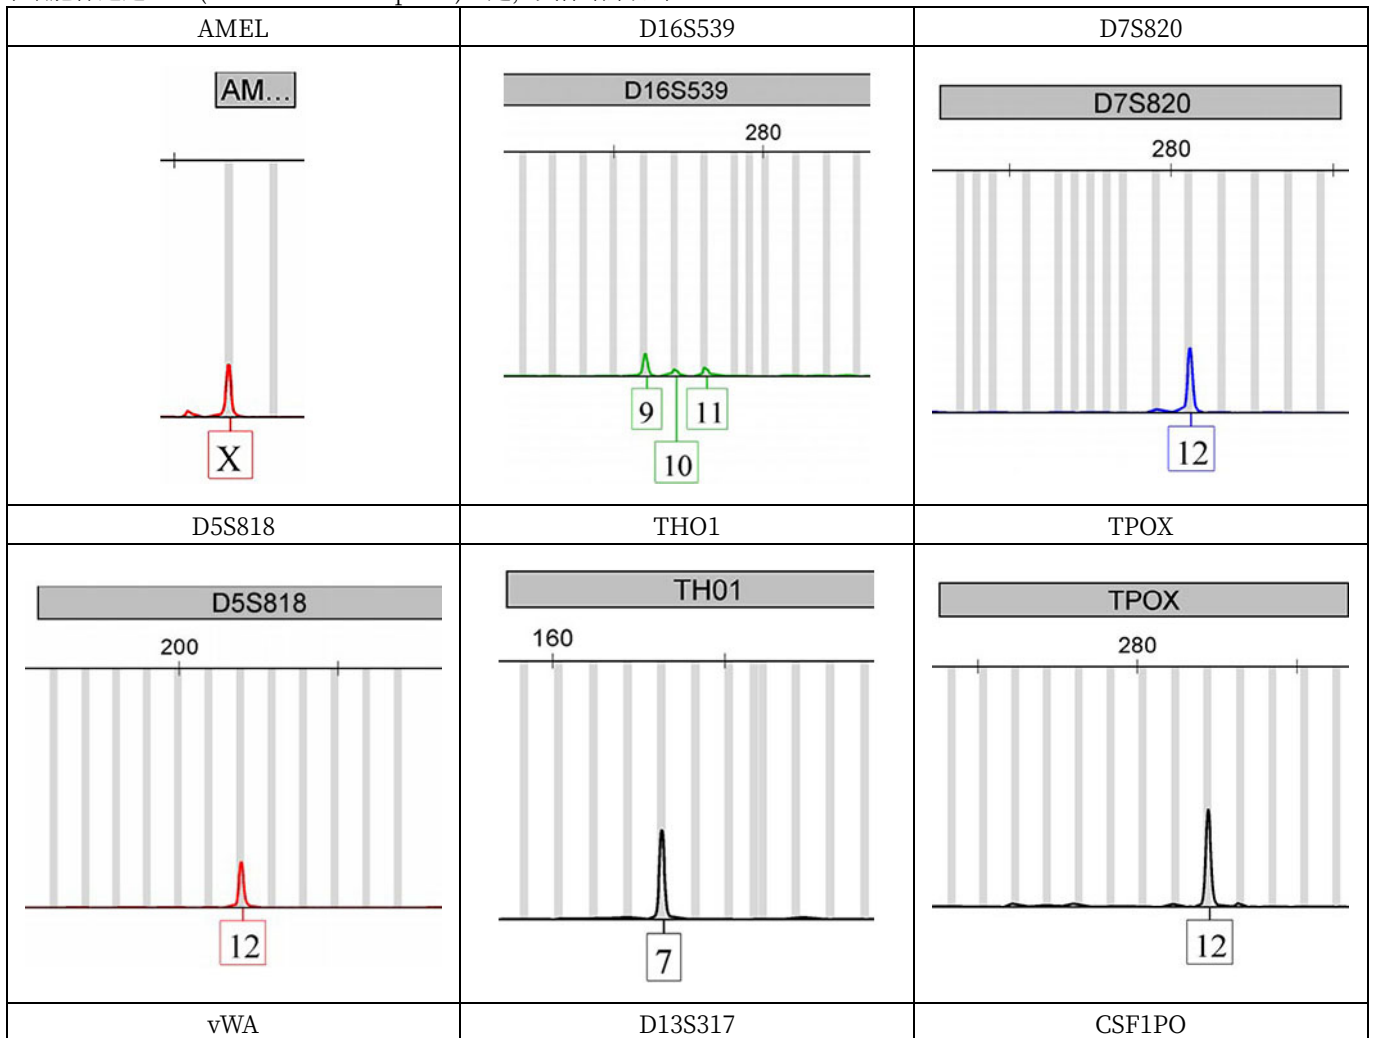 AMEL D16S539 D7S820
AM... D16S539 D7S820
280 280
X 9 10 11 12
D5S818 THO1 TPOX
D5S818 TH01 TPOX
200 160 280
12 7 12
vWA D13S317 CSF1PO